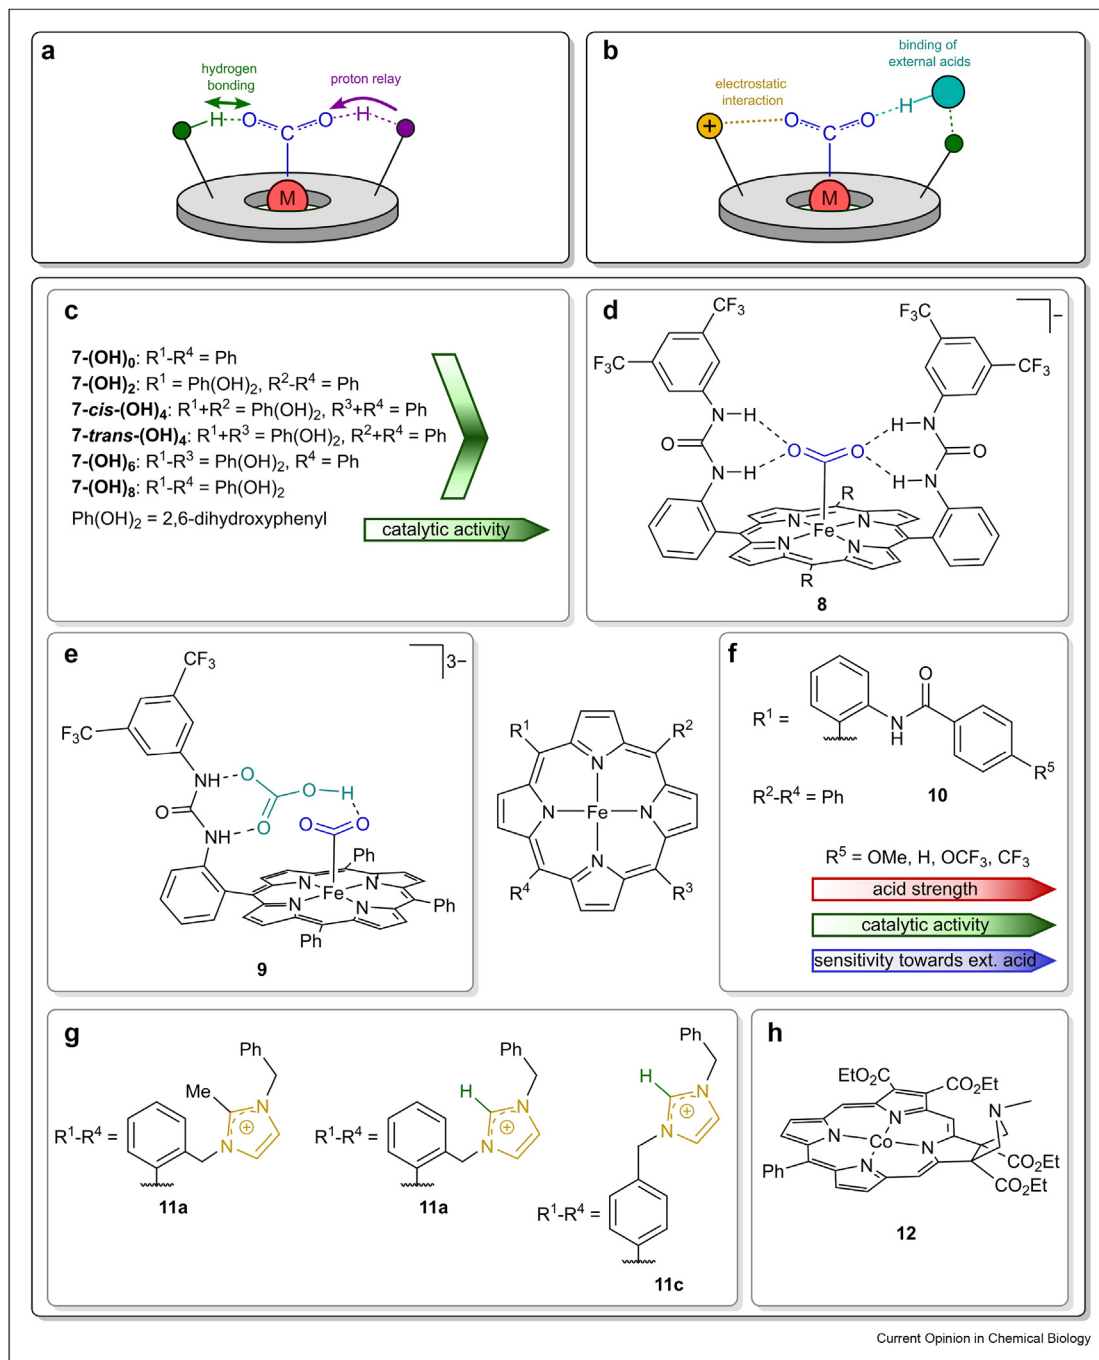 a
hydrogen
bonding
proton relay
H
O
C
O
H
M
b
binding of
external acids
electrostatic
interaction
H
+
O
O
C
M
c
7-(OH)0: R1-R4 = Ph
7-(OH)2: R1 = Ph(OH)2, R2-R4 = Ph
7-cis-(OH)4: R1+R2 = Ph(OH)2, R3+R4 = Ph
7-trans-(OH)4: R1+R3 = Ph(OH)2, R2+R4 = Ph
7-(OH)6: R1-R3 = Ph(OH)2, R4 = Ph
7-(OH)8: R1-R4 = Ph(OH)2
Ph(OH)2 = 2,6-dihydroxyphenyl
catalytic activity
d
CF3
F3C
F3C
CF3
–
N H
H N
O
O
O
O
N H
H N
R
N
N
Fe
N
N
R
8
e
CF3
3–
F3C
NH
O
O
H
O
O
NH
O
O
Ph
N
N
Fe
N
N
Ph
Ph
9
R1
R2
N
N
Fe
N
N
R4
R3
f
O
R1 =
N
H
R5
R2-R4 = Ph
10
R5 = OMe, H, OCF3, CF3
acid strength
catalytic activity
sensitivity towards ext. acid
g
Ph
Me
N
+
N
R1-R4 =
11a
Ph
H
N
+
N
R1-R4 =
11a
Ph
H
N
+
N
R1-R4 =
11c
h
EtO2C
CO2Et
N
N
N
Co
N
N
Ph
CO2Et
CO2Et
12
Current Opinion in Chemical Biology